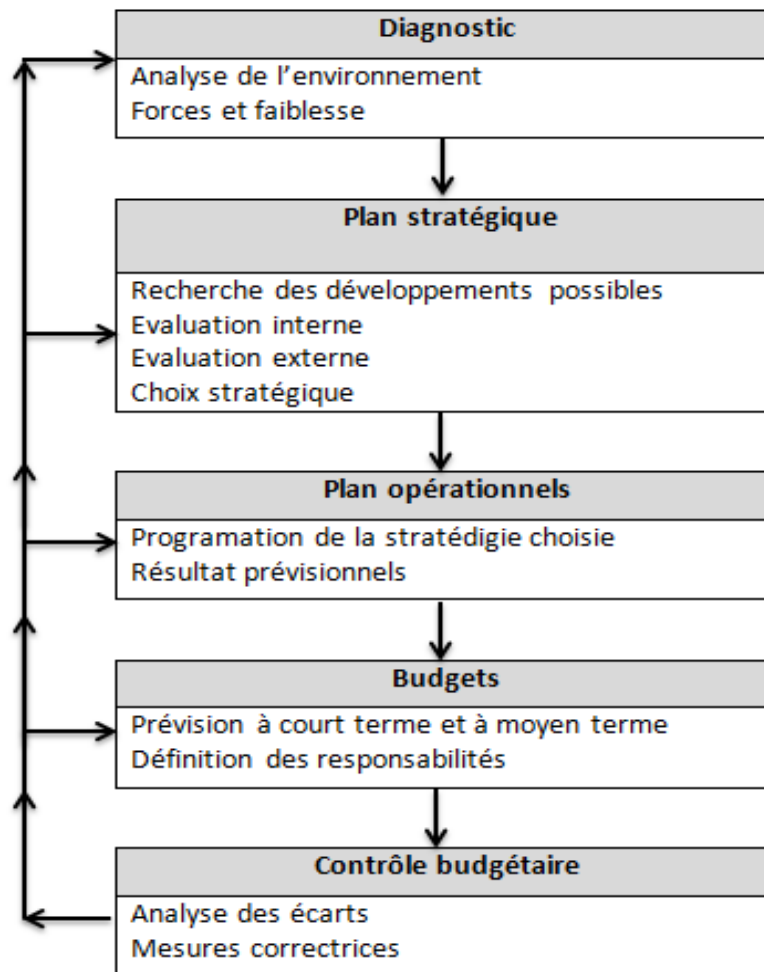 Diagnostic
Analyse de l'environnement
Forces et faiblesse
Plan stratégique
Recherche des développements possibles
Evaluation interne
Evaluation externe
Choix stratégique
Plan opérationnels
Programation de la stratédigie choisie
Résultat prévisionnels
Budgets
Prévision à court terme et à moyen terme
Définition des responsabilités
Contrôle budgétaire
Analyse des écarts
Mesures correctrices